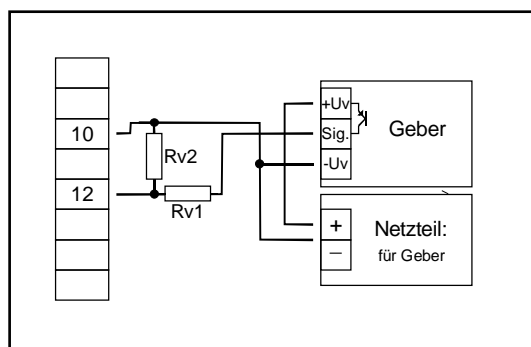 10
12
Rv2
Rv1
+Uv
Sig.
-Uv
Geber
+
−
Netzteil:
für Geber